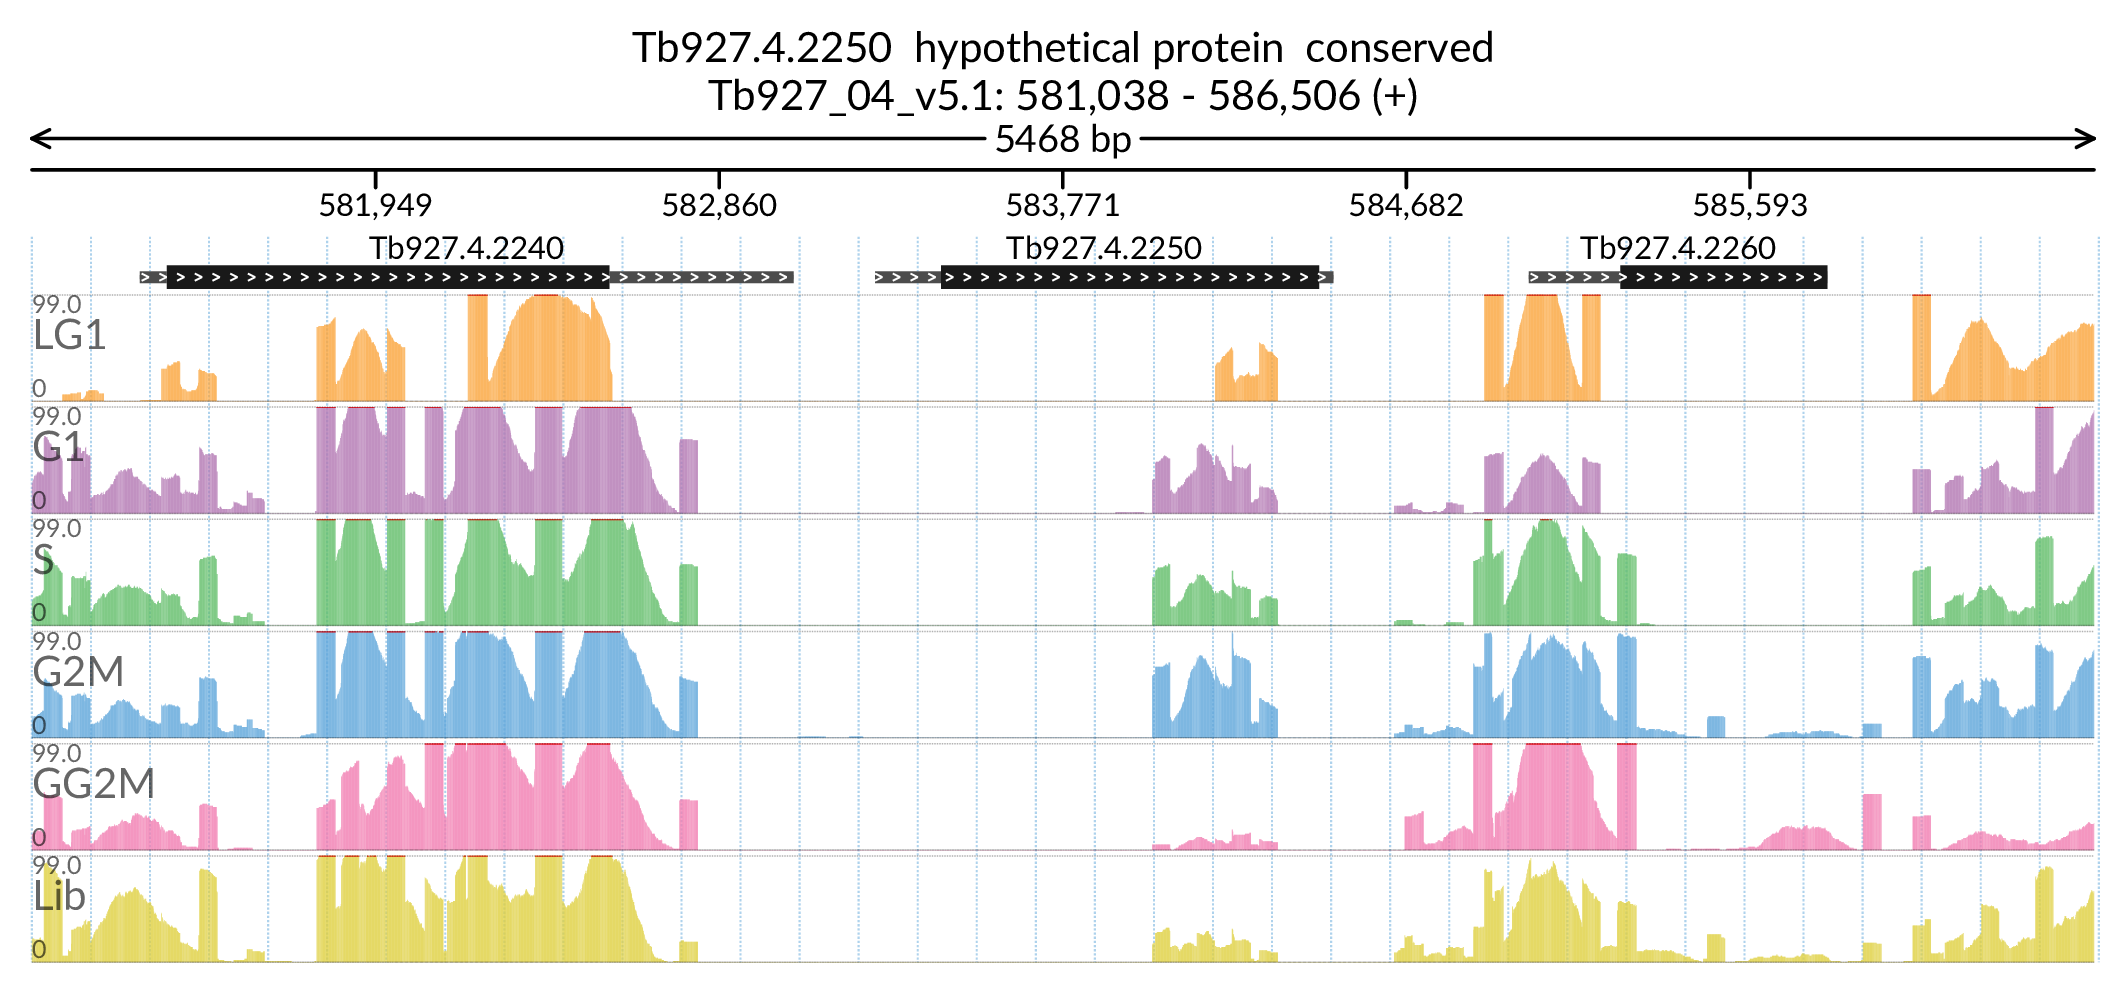 Tb927.4.2250  hypothetical protein  conserved
Tb927_04_v5.1: 581,038 - 586,506 (+)
5468 bp
581,949 582,860 583,771 584,682 585,593
Tb927.4.2240 Tb927.4.2250 Tb927.4.2260
99.0
LG1
0
99.0
G1
0
99.0
S
0
99.0
G2M
0
99.0
GG2M
0
99.0
Lib
0